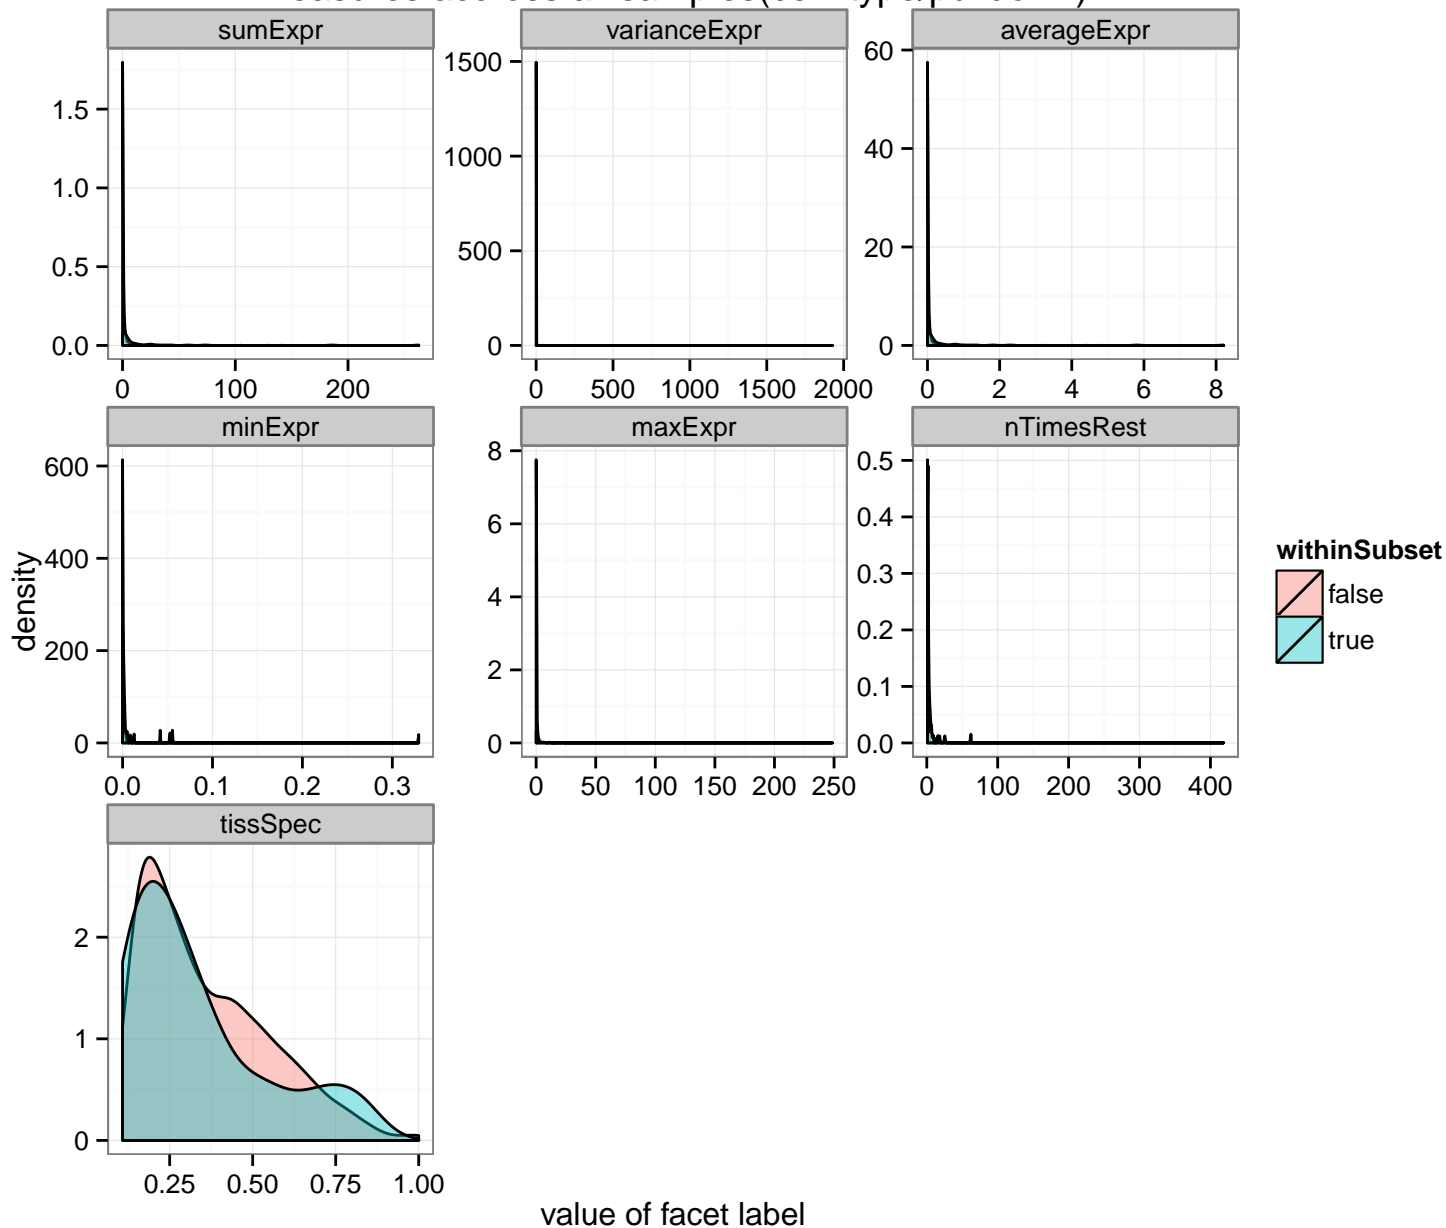 sumExpr varianceExpr averageExpr
1.5 1.0 0.5 0.0
1500 1000 500 0
60 40 20 0
0 100 200
0 500 1000 1500 2000
0 2 4 6 8
minExpr maxExpr nTimesRest
600 400 200 0
8 6 4 2 0
0.5 0.4 0.3 0.2 0.1 0.0
0.0 0.1 0.2 0.3
0 50 100 150 200 250
0 100 200 300 400
density
withinSubset
false
true
tissSpec
2 1 0
0.25 0.50 0.75 1.00
value of facet label